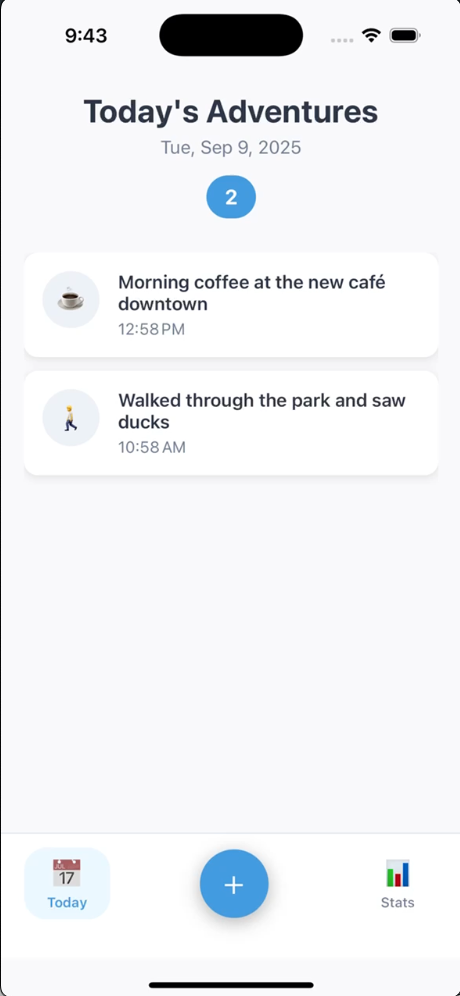 9:43
Today's Adventures
Tue, Sep 9, 2025
2
Morning coffee at the new café
downtown
12:58 PM
Walked through the park and saw
ducks
10:58 AM
17
+
Today
Stats